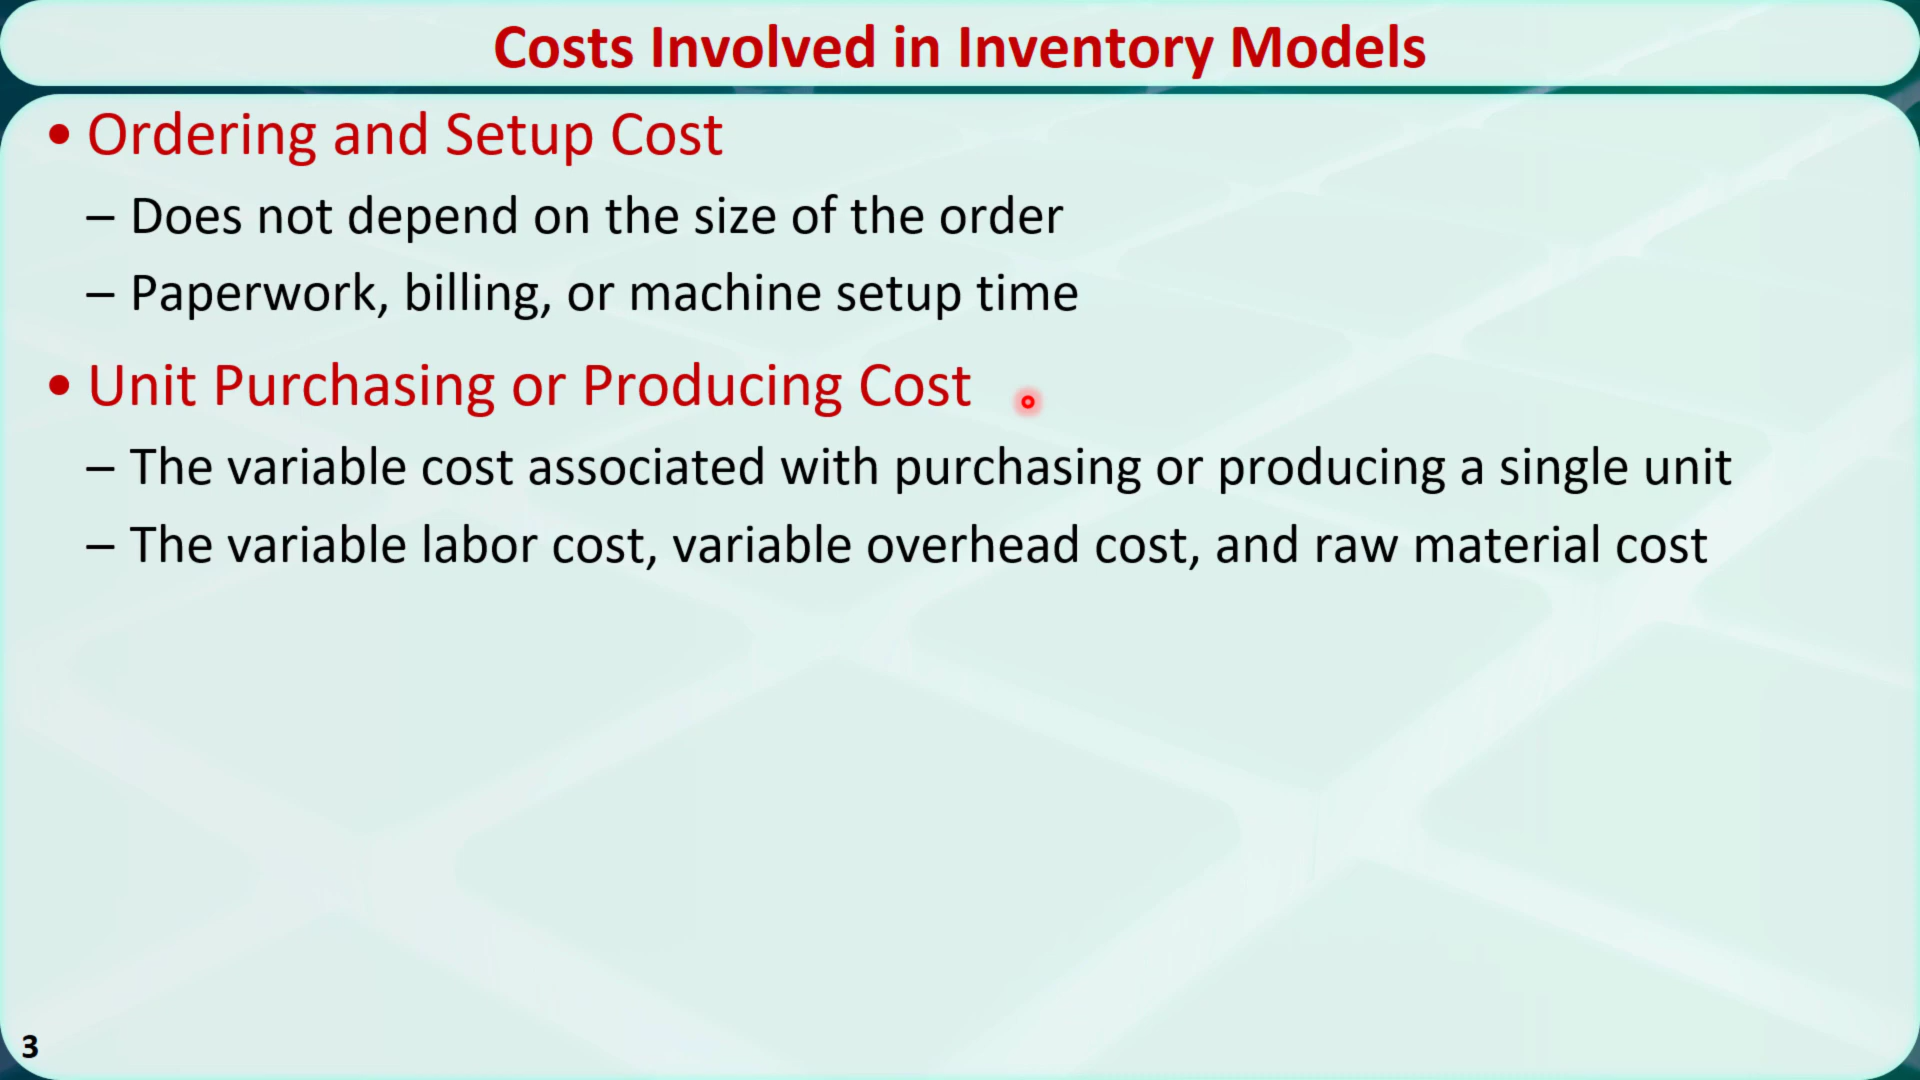 Costs Involved in Inventory Models
• Ordering and Setup Cost
– Does not depend on the size of the order
– Paperwork, billing, or machine setup time
• Unit Purchasing or Producing Cost
– The variable cost associated with purchasing or producing a single unit
– The variable labor cost, variable overhead cost, and raw material cost
3